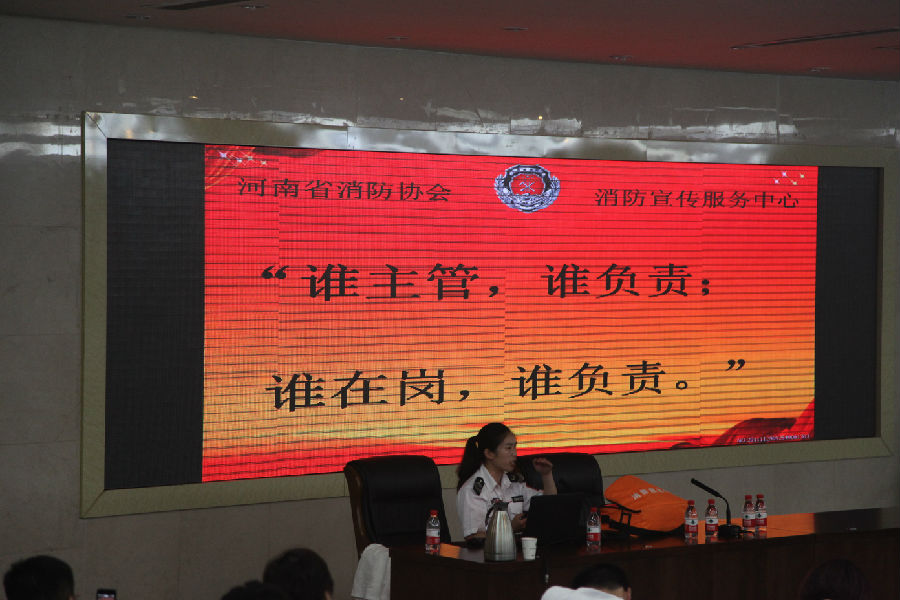 河南省消防协会
消防宣传服务中心
“谁主管，谁负责；
谁在岗，谁负责。”